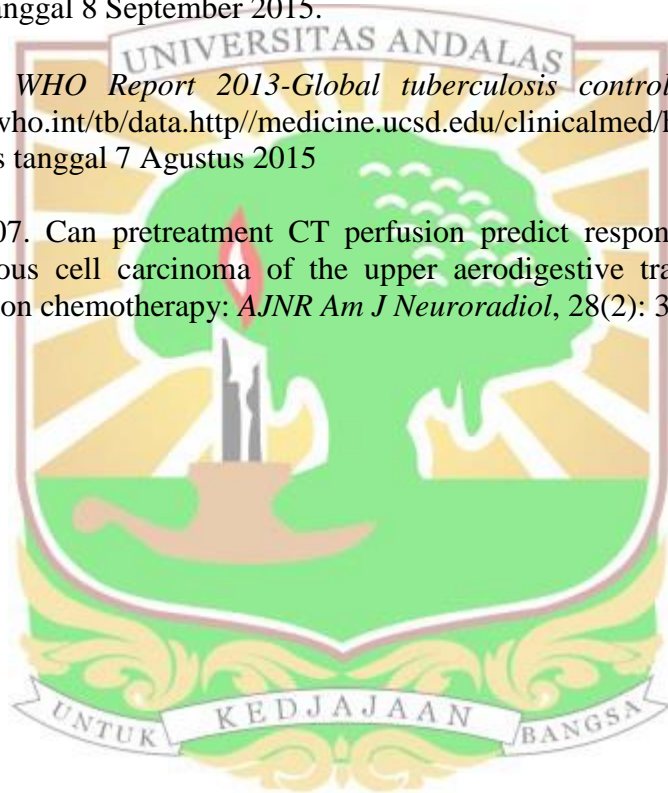 anggal 8 September 2015.
UNIVERSITAS ANDALAS
WHO Report 2013-Global tuberculosis control
who.int/tb/data.http//medicine.ucsd.edu/clinicalmed/
s tanggal 7 Agustus 2015
07. Can pretreatment CT perfusion predict respon
ous cell carcinoma of the upper aerodigestive tra
on chemotherapy: AJNR Am J Neuroradiol, 28(2): 3
UNTUK KEDJAJAAN BANGSA